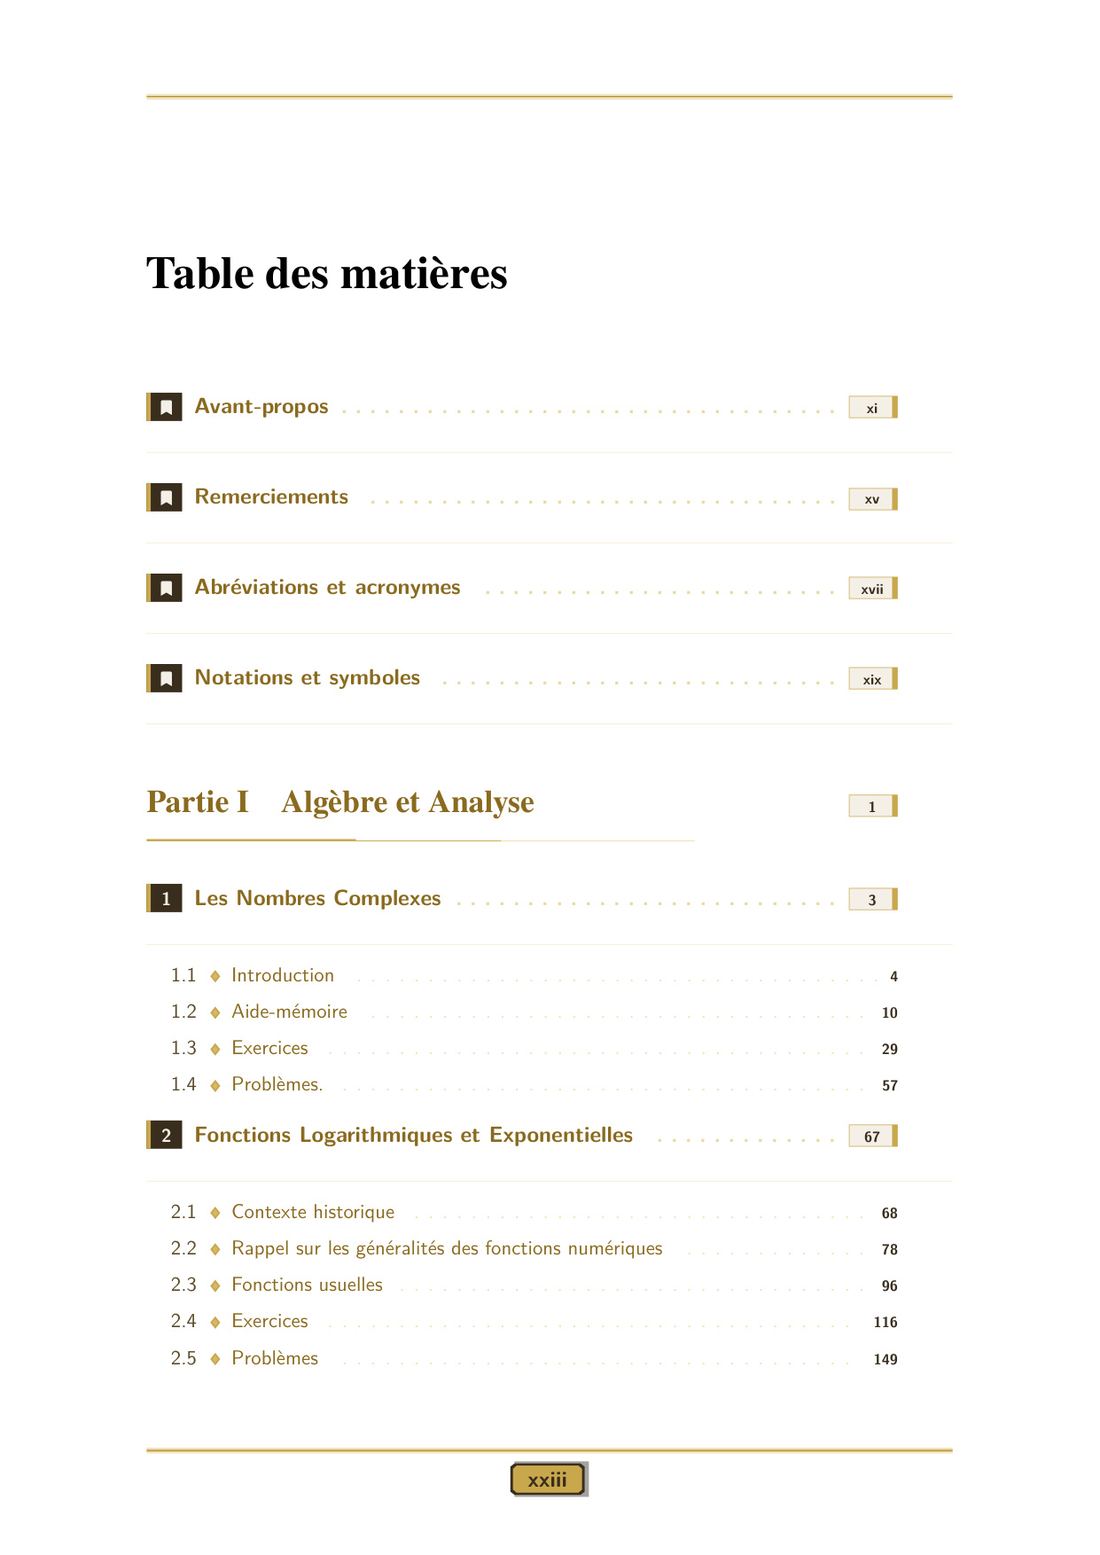 Table des matières
Avant-propos . . . . . . . . . . . . . . . . . . . . . . . . . . . . . . . . . . . xi
Remerciements . . . . . . . . . . . . . . . . . . . . . . . . . . . . . . . . . xv
Abréviations et acronymes . . . . . . . . . . . . . . . . . . . . . . . . . xvii
Notations et symboles . . . . . . . . . . . . . . . . . . . . . . . . . . . . xix
Partie I Algèbre et Analyse 1
1 Les Nombres Complexes . . . . . . . . . . . . . . . . . . . . . . . . . . . 3
1.1 ♦ Introduction . . . . . . . . . . . . . . . . . . . . . . . . . . . . . . . . . . . . . 4
1.2 ♦ Aide-mémoire . . . . . . . . . . . . . . . . . . . . . . . . . . . . . . . . . . . 10
1.3 ♦ Exercices . . . . . . . . . . . . . . . . . . . . . . . . . . . . . . . . . . . . . . 29
1.4 ♦ Problèmes. . . . . . . . . . . . . . . . . . . . . . . . . . . . . . . . . . . . . . 57
2 Fonctions Logarithmiques et Exponentielles . . . . . . . . . . . . . 67
2.1 ♦ Contexte historique . . . . . . . . . . . . . . . . . . . . . . . . . . . . . . . . 68
2.2 ♦ Rappel sur les généralités des fonctions numériques . . . . . . . . . . . . . 78
2.3 ♦ Fonctions usuelles . . . . . . . . . . . . . . . . . . . . . . . . . . . . . . . . . 96
2.4 ♦ Exercices . . . . . . . . . . . . . . . . . . . . . . . . . . . . . . . . . . . . . 116
2.5 ♦ Problèmes . . . . . . . . . . . . . . . . . . . . . . . . . . . . . . . . . . . . 149
xxiii